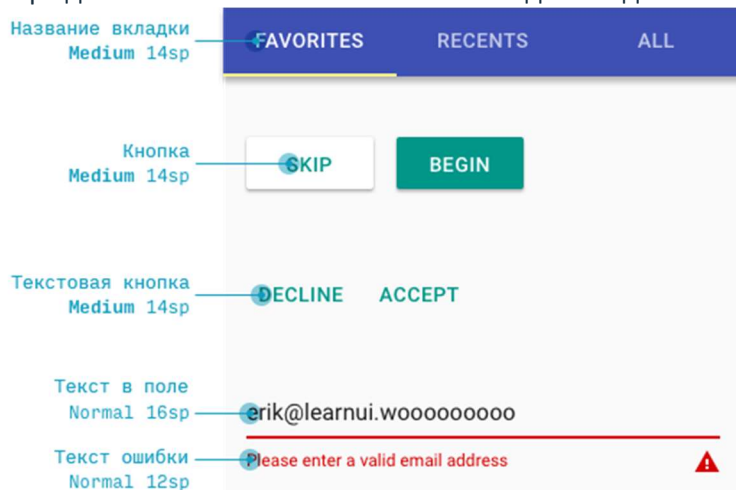 Название вкладки
Medium 14sp
FAVORITES RECENTS ALL
Кнопка
Medium 14sp
SKIP BEGIN
Текстовая кнопка
Medium 14sp
DECLINE ACCEPT
Текст в поле
Normal 16sp
erik@learnui.wooooooooo
Текст ошибки
Normal 12sp
Please enter a valid email address